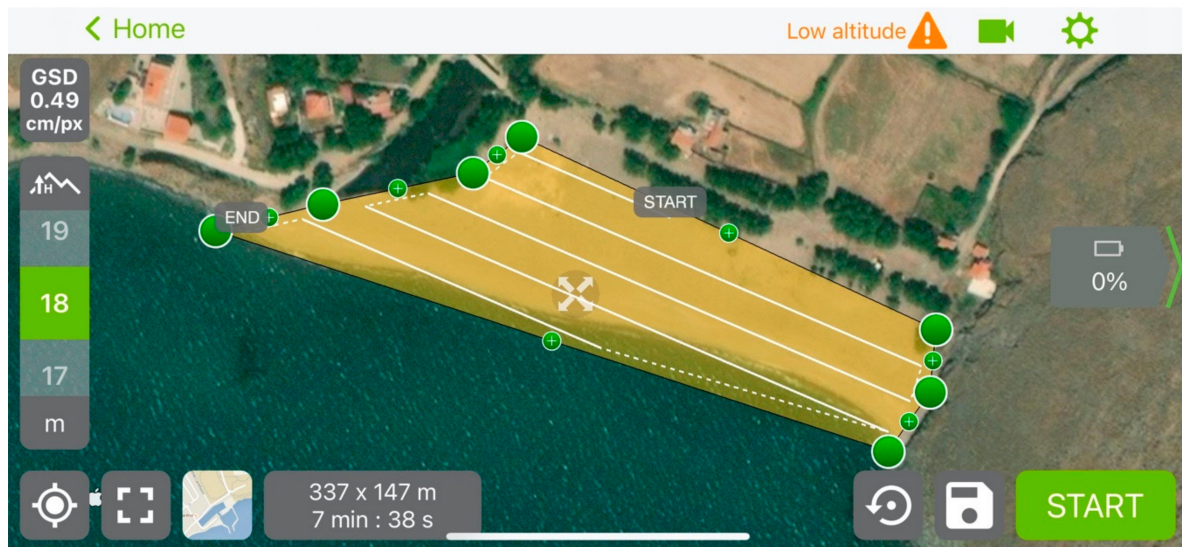 Home
Low altitude
GSD
0.49
cm/px
H
19
18
17
m
END
START
0%
337 x 147 m
7 min : 38 s
START